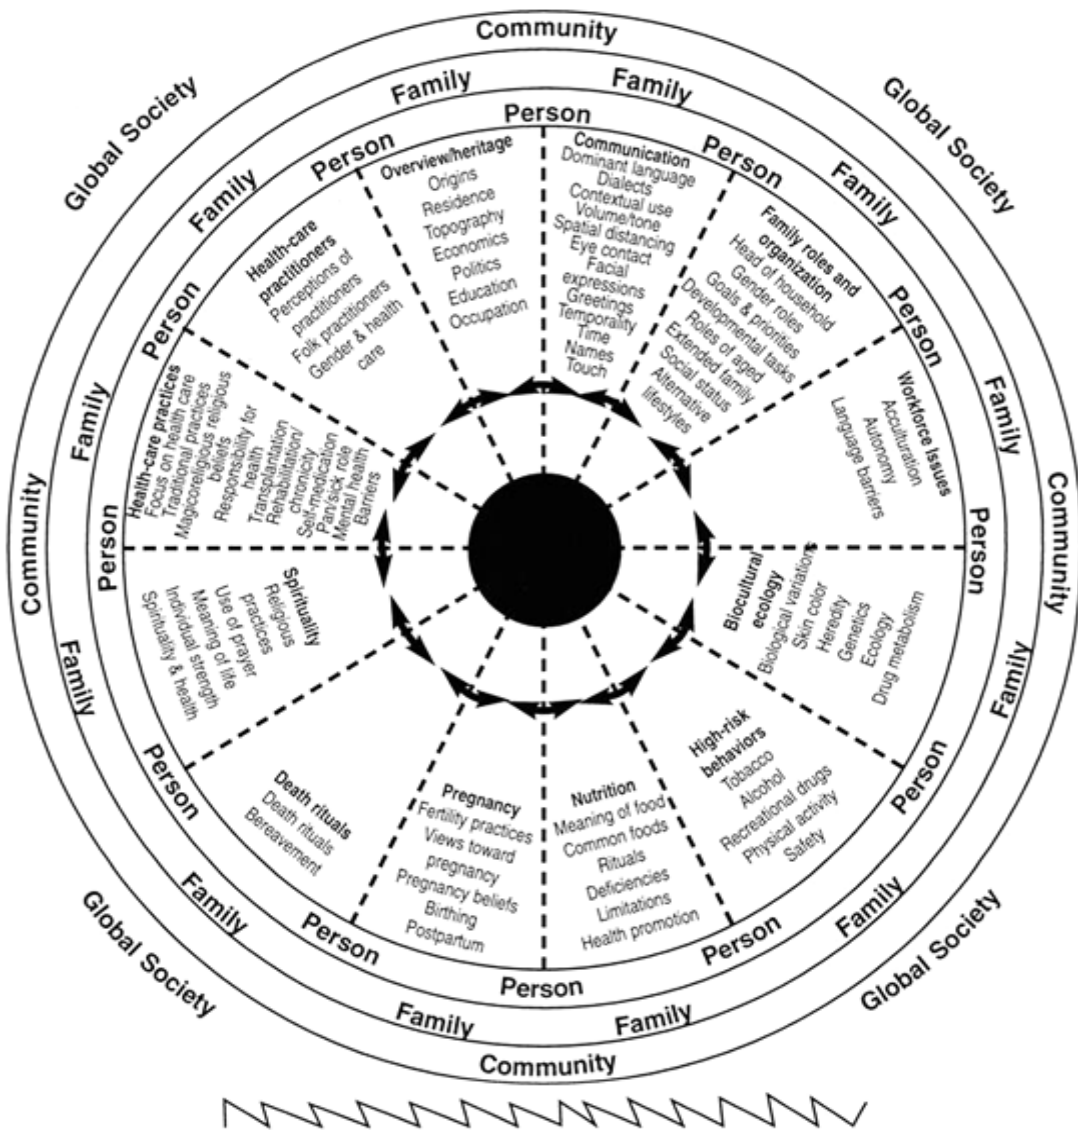 Community
Global Society
Global Society
Community
Global Society
Community
Global Society
Community
Family
Family
Family
Family
Family
Family
Family
Family
Family
Family
Family
Family
Person
Person
Person
Person
Person
Person
Person
Person
Person
Person
Person
Person
Overview/heritage
Origins
Residence
Topography
Economics
Politics
Education
Occupation
Communication
Dominant language
Dialects
Contextual use
Volume/tone
Spatial distancing
Eye contact
Facial
expressions
Greetings
Temporality
Time
Names
Touch
Family roles and
organization
Head of household
Gender roles
Goals & priorities
Developmental tasks
Roles of aged
Extended family
Social status
Alternative
lifestyles
Workforce Issues
Aculturation
Autonomy
Language barriers
Biocultural
ecology
Biological variations
Skin color
Heredity
Genetics
Ecology
Drug metabolism
High-risk
behaviors
Tobacco
Alcohol
Recreational drugs
Physical activity
Safety
Nutrition
Meaning of food
Common foods
Rituals
Deficiencies
Limitations
Health promotion
Pregnancy
Fertility practices
Views toward
pregnancy
Pregnancy beliefs
Birthing
Postpartum
Death rituals
Death rituals
Bereavement
Spirituality
Religious
practices
Use of prayer
Meaning of life
Individual strength
Spirituality & health
Health-care practices
Focus on health care
Traditional practices
Magicoreligious religious
beliefs
Responsibility for
health
Transplantation
Rehabilitation/
chronicity
Self-medication
Pan/sick role
Mental health
Barriers
Health-care
practitioners
Perceptions of
practitioners
Folk practitioners
Gender & health
care